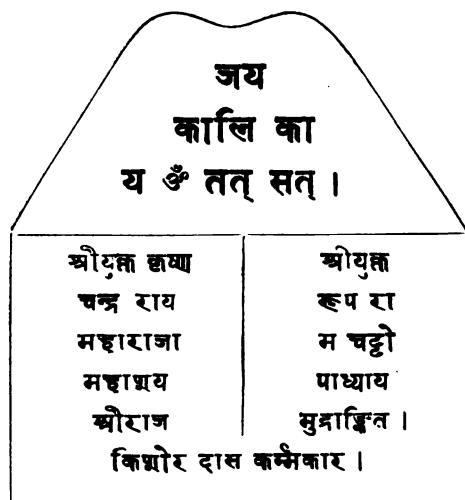 जय
कालि का
य ॐ तत् सत् ।
श्रीयुक्त कृष्ण
चन्द्र राय
महाराजा
महाशय
श्रीराज
श्रीयुक्त
रूप रा
म चट्टो
पाध्याय
मुद्राङ्कित ।
किशोर दास कर्म्मकार ।